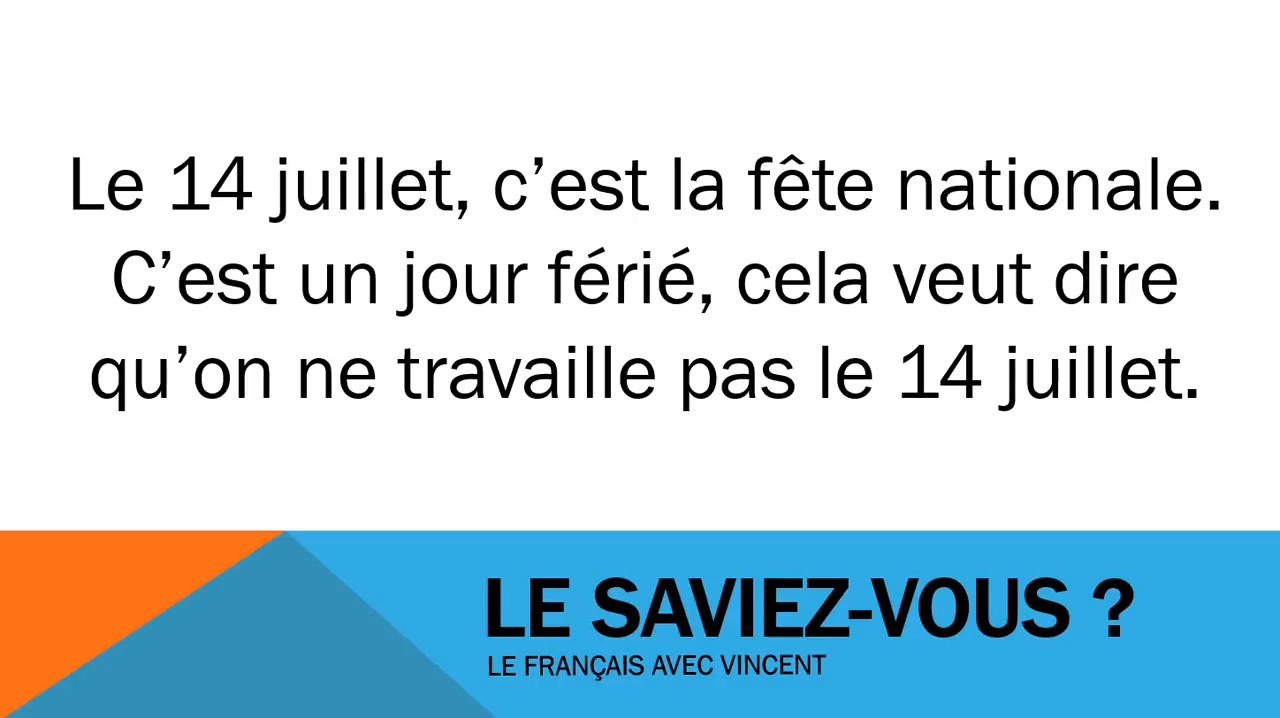 Le 14 juillet, c’est la fête nationale.
C’est un jour férié, cela veut dire
qu’on ne travaille pas le 14 juillet.
LE SAVIEZ-VOUS ?
LE FRANÇAIS AVEC VINCENT